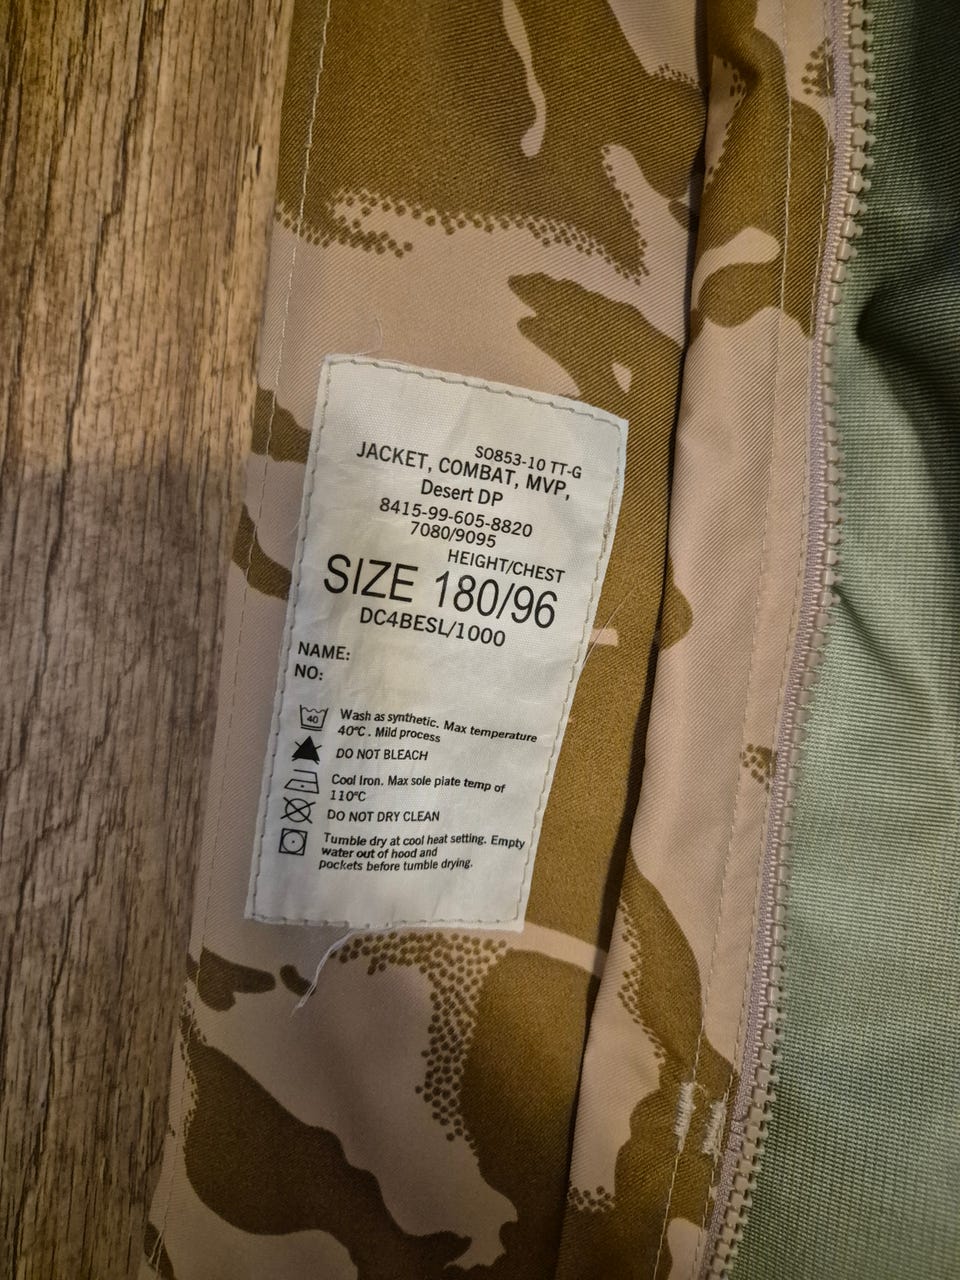 SO853-10 TT-G
JACKET, COMBAT, MVP,
Desert DP
8415-99-605-8820
7080/9095
HEIGHT/CHEST
SIZE 180/96
DC4BESL/1000
NAME:
NO:
40
Wash as synthetic. Max temperature
40°C. Mild process
DO NOT BLEACH
Cool Iron. Max sole plate temp of
110°C
DO NOT DRY CLEAN
Tumble dry at cool heat setting. Empty
water out of hood and
pockets before tumble drying.